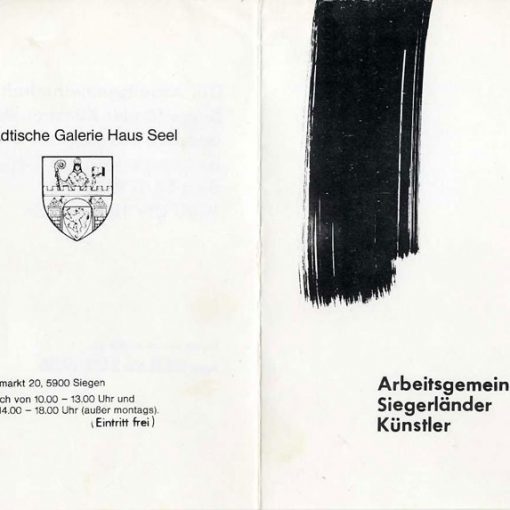 dtische Galerie Haus Seel
markt 20, 5900 Siegen
ch von 10.00 – 13.00 Uhr und
14.00 – 18.00 Uhr (außer montags).
(Eintritt frei)
Arbeitsgemein
Siegerländer
Künstler